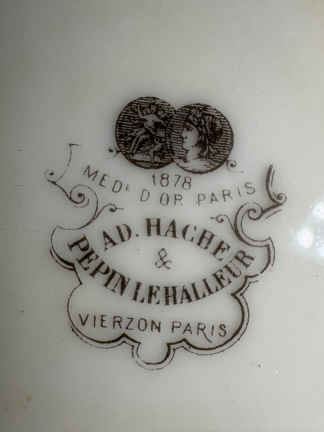 1878
MEDL D'OR PARIS
AD. HACHE
&
PEPIN LEHALLEUR
VIERZON PARIS